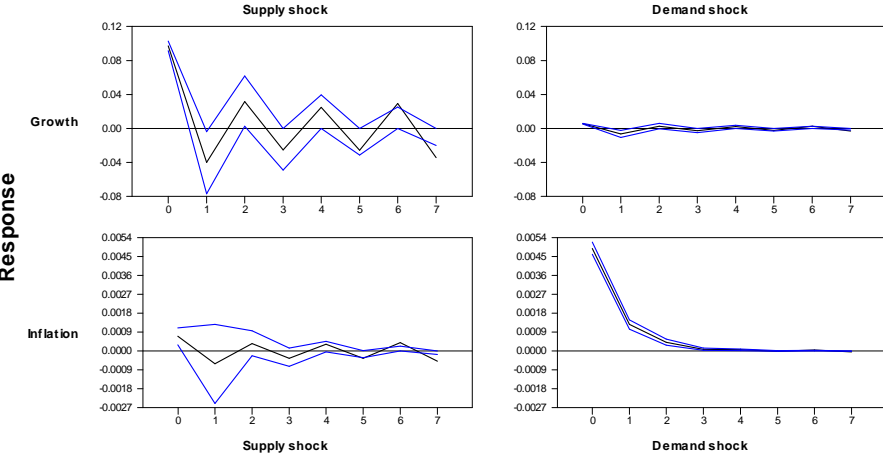 Supply shock
Demand shock
Response
Growth
0.12
0.08
0.04
0.00
-0.04
-0.08
0 1 2 3 4 5 6 7
0.12
0.08
0.04
0.00
-0.04
-0.08
0 1 2 3 4 5 6 7
Inflation
0.0054
0.0045
0.0036
0.0027
0.0018
0.0009
0.0000
-0.0009
-0.0018
-0.0027
0 1 2 3 4 5 6 7
0.0054
0.0045
0.0036
0.0027
0.0018
0.0009
0.0000
-0.0009
-0.0018
-0.0027
0 1 2 3 4 5 6 7
Supply shock
Demand shock